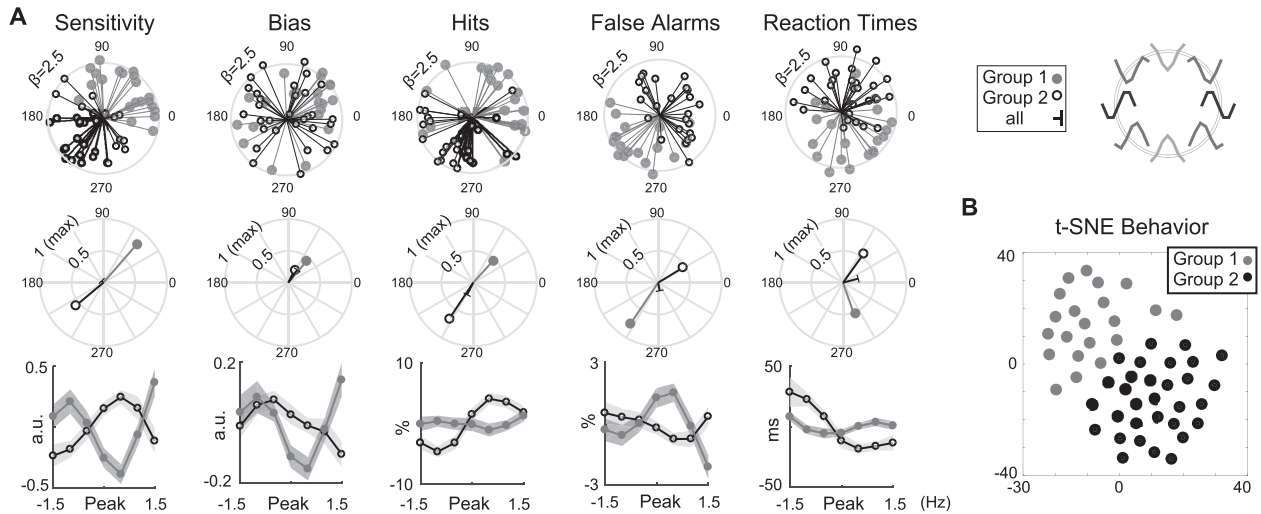 A
Sensitivity
Bias
Hits
False Alarms
Reaction Times
90
90
90
90
90
β=2.5
β=2.5
β=2.5
β=2.5
β=2.5
180
0
180
0
180
0
180
0
180
0
270
270
270
270
270
Group 1
Group 2
all
90
90
90
90
90
1 (max)
0.5
1 (max)
0.5
1 (max)
0.5
1 (max)
0.5
1 (max)
0.5
180
0
180
0
180
0
180
0
180
0
270
270
270
270
270
0.5
a.u.
-0.5
-1.5 Peak 1.5
0.2
a.u.
-0.2
-1.5 Peak 1.5
10
%
-10
-1.5 Peak 1.5
3
%
-3
-1.5 Peak 1.5
50
ms
-50
-1.5 Peak 1.5 (Hz)
B
t-SNE Behavior
Group 1
Group 2
40
0
-40
-30 0 40